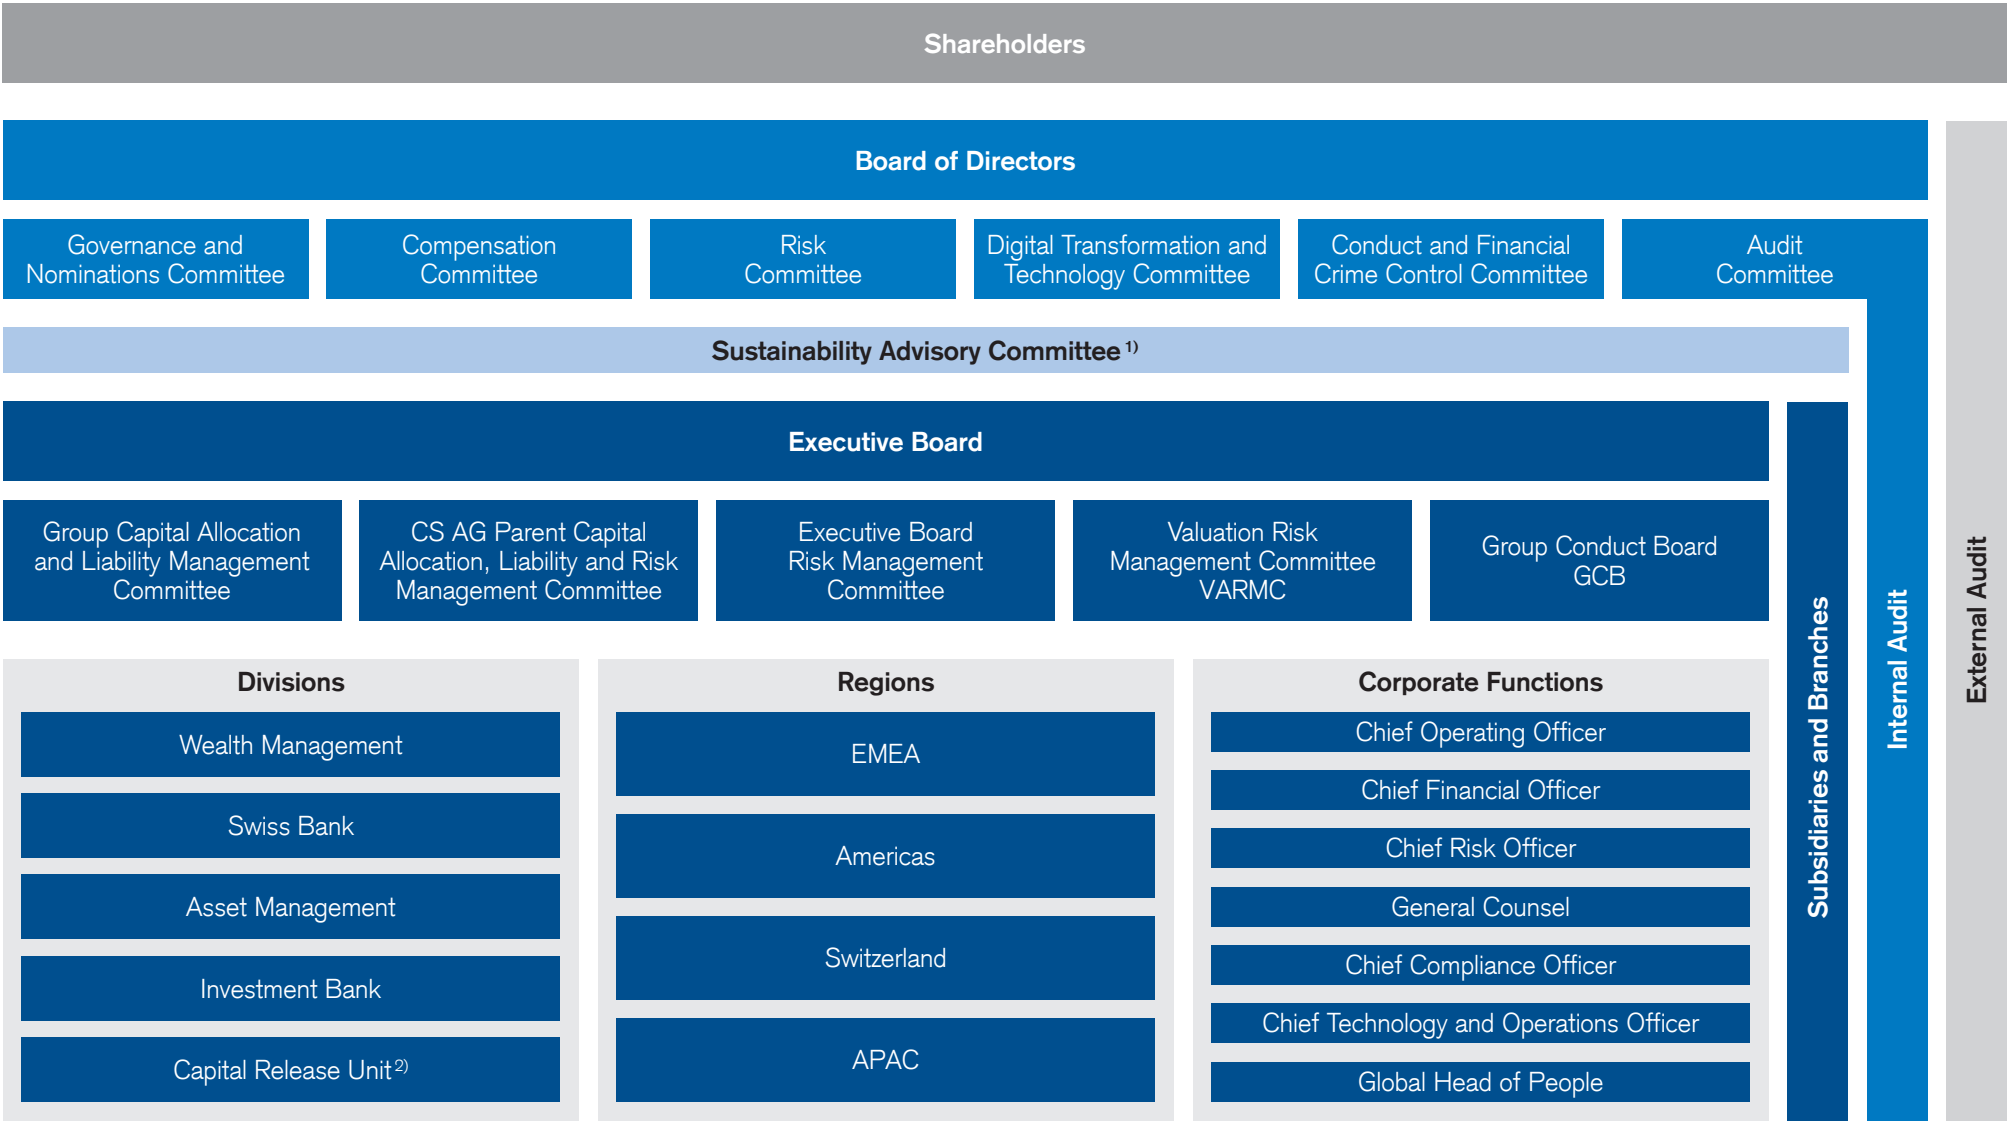 Shareholders
Board of Directors
Governance and
Nominations Committee
Compensation
Committee
Risk
Committee
Digital Transformation and
Technology Committee
Conduct and Financial
Crime Control Committee
Audit
Committee
Sustainability Advisory Committee 1)
Executive Board
Group Capital Allocation
and Liability Management
Committee
CS AG Parent Capital
Allocation, Liability and Risk
Management Committee
Executive Board
Risk Management
Committee
Valuation Risk
Management Committee
VARMC
Group Conduct Board
GCB
Divisions
Wealth Management
Swiss Bank
Asset Management
Investment Bank
Capital Release Unit 2)
Regions
EMEA
Americas
Switzerland
APAC
Corporate Functions
Chief Operating Officer
Chief Financial Officer
Chief Risk Officer
General Counsel
Chief Compliance Officer
Chief Technology and Operations Officer
Global Head of People
Subsidiaries and Branches
Internal Audit
External Audit